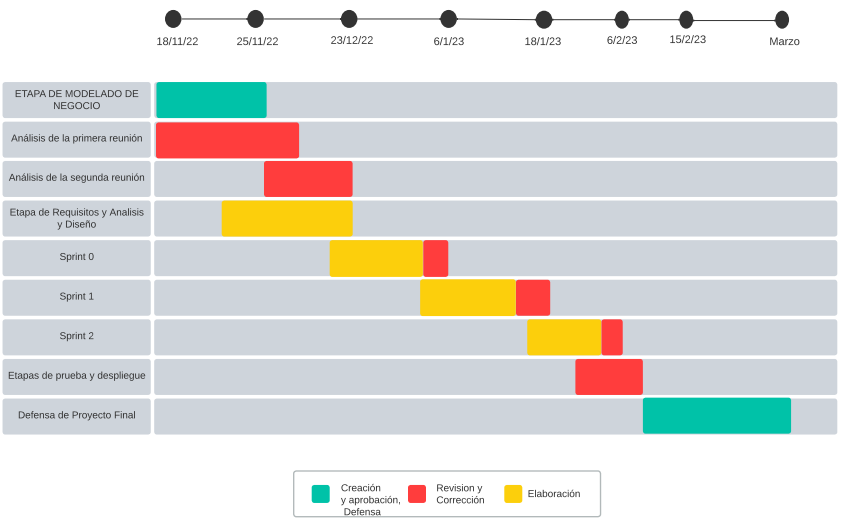 18/11/22 25/11/22 23/12/22 6/1/23 18/1/23 6/2/23 15/2/23 Marzo
ETAPA DE MODELADO DE
NEGOCIO
Análisis de la primera reunión
Análisis de la segunda reunión
Etapa de Requisitos y Analisis
y Diseño
Sprint 0
Sprint 1
Sprint 2
Etapas de prueba y despliegue
Defensa de Proyecto Final
Creación
y aprobación,
Defensa
Revision y
Corrección
Elaboración